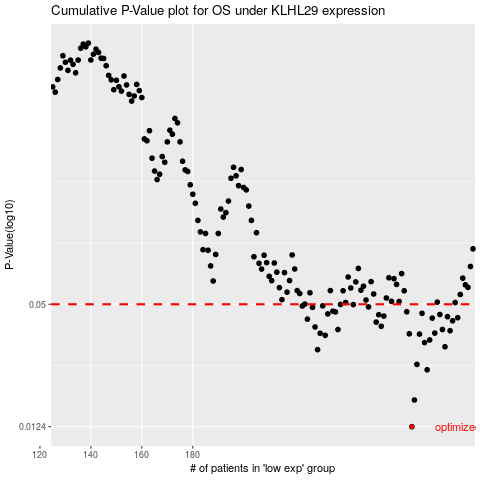 Cumulative P-Value plot for OS under KLHL29 expression
P-Value(log10)
0.05
0.0124
optimize
120 140 160 180
# of patients in 'low exp' group